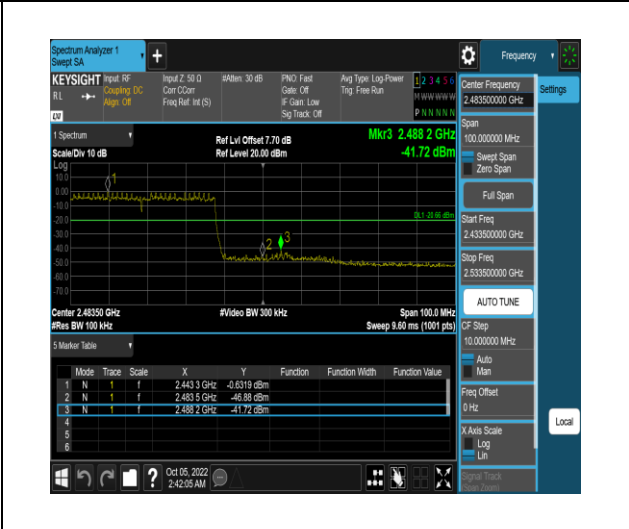 Spectrum Analyzer 1
Swept SA
Frequency
KEYSIGHT
RL
Input: RF
Coupling: DC
Align: Off
Input Z: 50 Ω
Corr CCorr
Freq Ref: Int (S)
#Atten: 30 dB
PNO: Fast
Gate: Off
IF Gain: Low
Sig Track: Off
Avg Type: Log-Power
Trig: Free Run
1 2 3 4 5 6
M W W W W W
P N N N N N
Center Frequency
2.483500000 GHz
Settings
Span
100.000000 MHz
Swept Span
Zero Span
Full Span
Start Freq
2.433500000 GHz
Stop Freq
2.533500000 GHz
AUTO TUNE
CF Step
10.000000 MHz
Auto
Man
Freq Offset
0 Hz
X Axis Scale
Log
Lin
Signal Track
(Span Zoom)
Local
1 Spectrum
Scale/Div 10 dB
Ref Lvl Offset 7.70 dB
Ref Level 20.00 dBm
Mkr3 2.488 2 GHz
-41.72 dBm
Log
10.0
0.00
-10.0
-20.0
-30.0
-40.0
-50.0
-60.0
-70.0
1
2
3
DL1 -20.66 dBm
Center 2.48350 GHz
#Res BW 100 kHz
#Video BW 300 kHz
Span 100.0 MHz
Sweep 9.60 ms (1001 pts)
5 Marker Table
Mode Trace Scale X Y Function Function Width Function Value
1 N 1 f 2.443 3 GHz -0.6319 dBm
2 N 1 f 2.483 5 GHz -46.88 dBm
3 N 1 f 2.488 2 GHz -41.72 dBm
4
5
6
?
Oct 05, 2022
2:42:05 AM